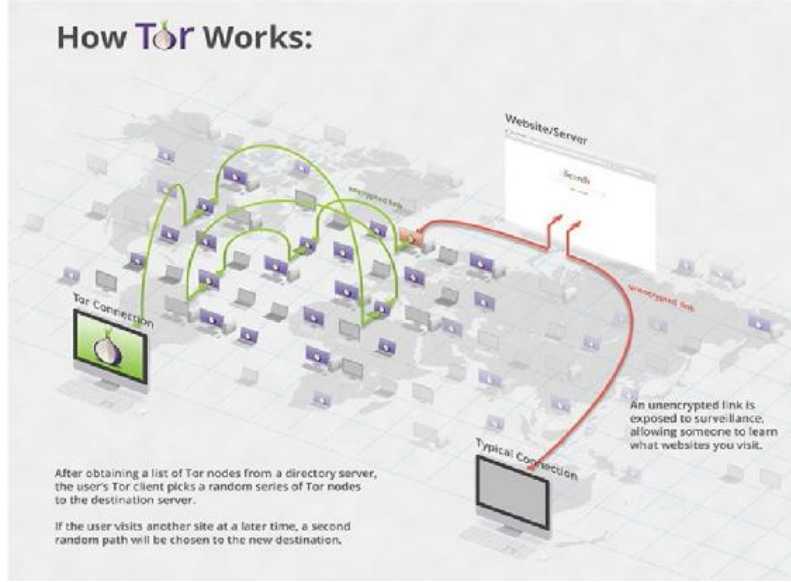 How Tor Works:
Website/Server
Search
encrypted link
unencrypted link
Tor Connection
An unencrypted link is
exposed to surveillance,
allowing someone to learn
what websites you visit.
Typical Connection
After obtaining a list of Tor nodes from a directory server,
the user's Tor client picks a random series of Tor nodes
to the destination server.
If the user visits another site at a later time, a second
random path will be chosen to the new destination.